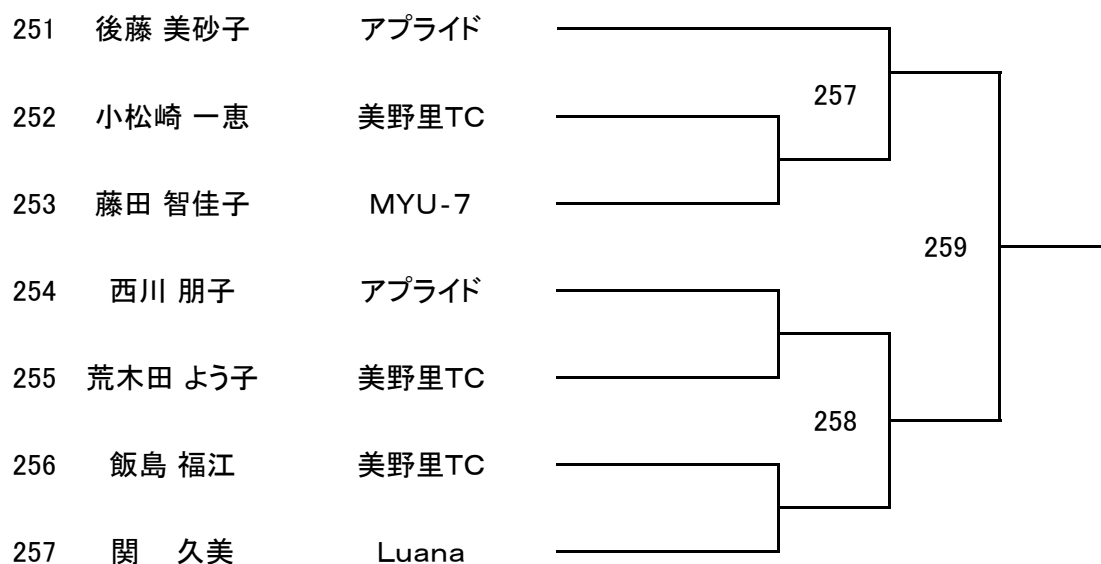 251 後藤 美砂子 アプライド
257
252 小松崎 一恵 美野里TC
253 藤田 智佳子 MYU-7
259
254 西川 朋子 アプライド
255 荒木田 よう子 美野里TC
258
256 飯島 福江 美野里TC
257 関 久美 Luana